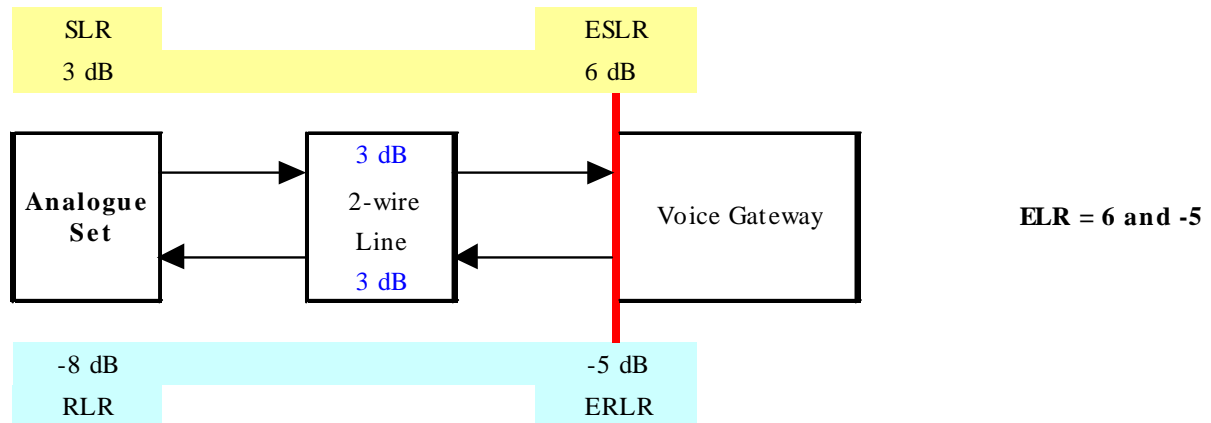 SLR
ESLR
3 dB
6 dB
3 dB
Analogue
Set
2-wire
Line
3 dB
Voice Gateway
ELR = 6 and -5
-8 dB
-5 dB
RLR
ERLR